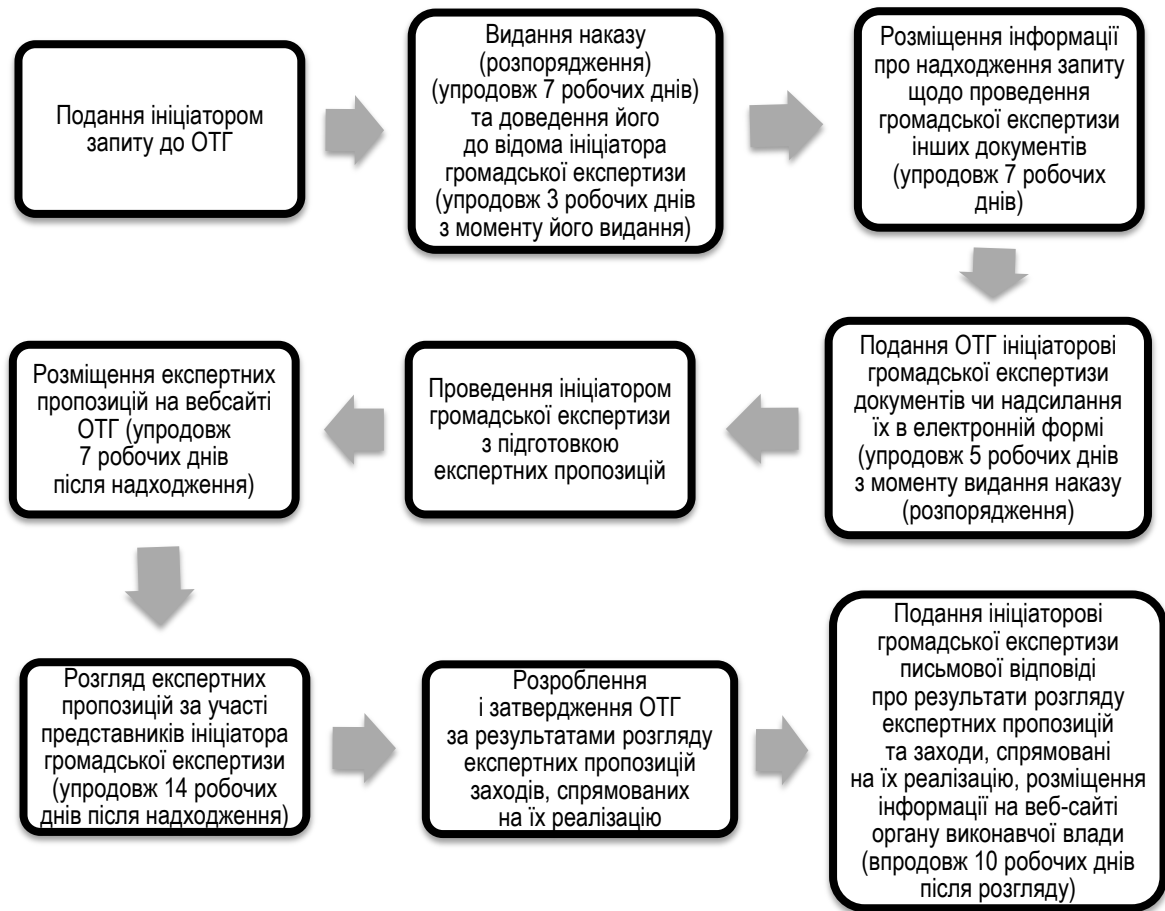 Подання ініціатором
запиту до ОТГ
Видання наказу
(розпорядження)
(упродовж 7 робочих днів)
та доведення його
до відома ініціатора
громадської експертизи
(упродовж 3 робочих днів
з моменту його видання)
Розміщення інформації
про надходження запиту
щодо проведення
громадської експертизи
інших документів
(упродовж 7 робочих
днів)
Подання ОТГ ініціаторові
громадської експертизи
документів чи надсилання
їх в електронній формі
(упродовж 5 робочих днів
з моменту видання наказу
(розпорядження)
Проведення ініціатором
громадської експертизи
з підготовкою
експертних пропозицій
Розміщення експертних
пропозицій на вебсайті
ОТГ (упродовж
7 робочих днів
після надходження)
Розгляд експертних
пропозицій за участі
представників ініціатора
громадської експертизи
(упродовж 14 робочих
днів після надходження)
Розроблення
і затвердження ОТГ
за результатами розгляду
експертних пропозицій
заходів, спрямованих
на їх реалізацію
Подання ініціаторові
громадської експертизи
письмової відповіді
про результати розгляду
експертних пропозицій
та заходи, спрямовані
на їх реалізацію, розміщення
інформації на веб-сайті
органу виконавчої влади
(впродовж 10 робочих днів
після розгляду)